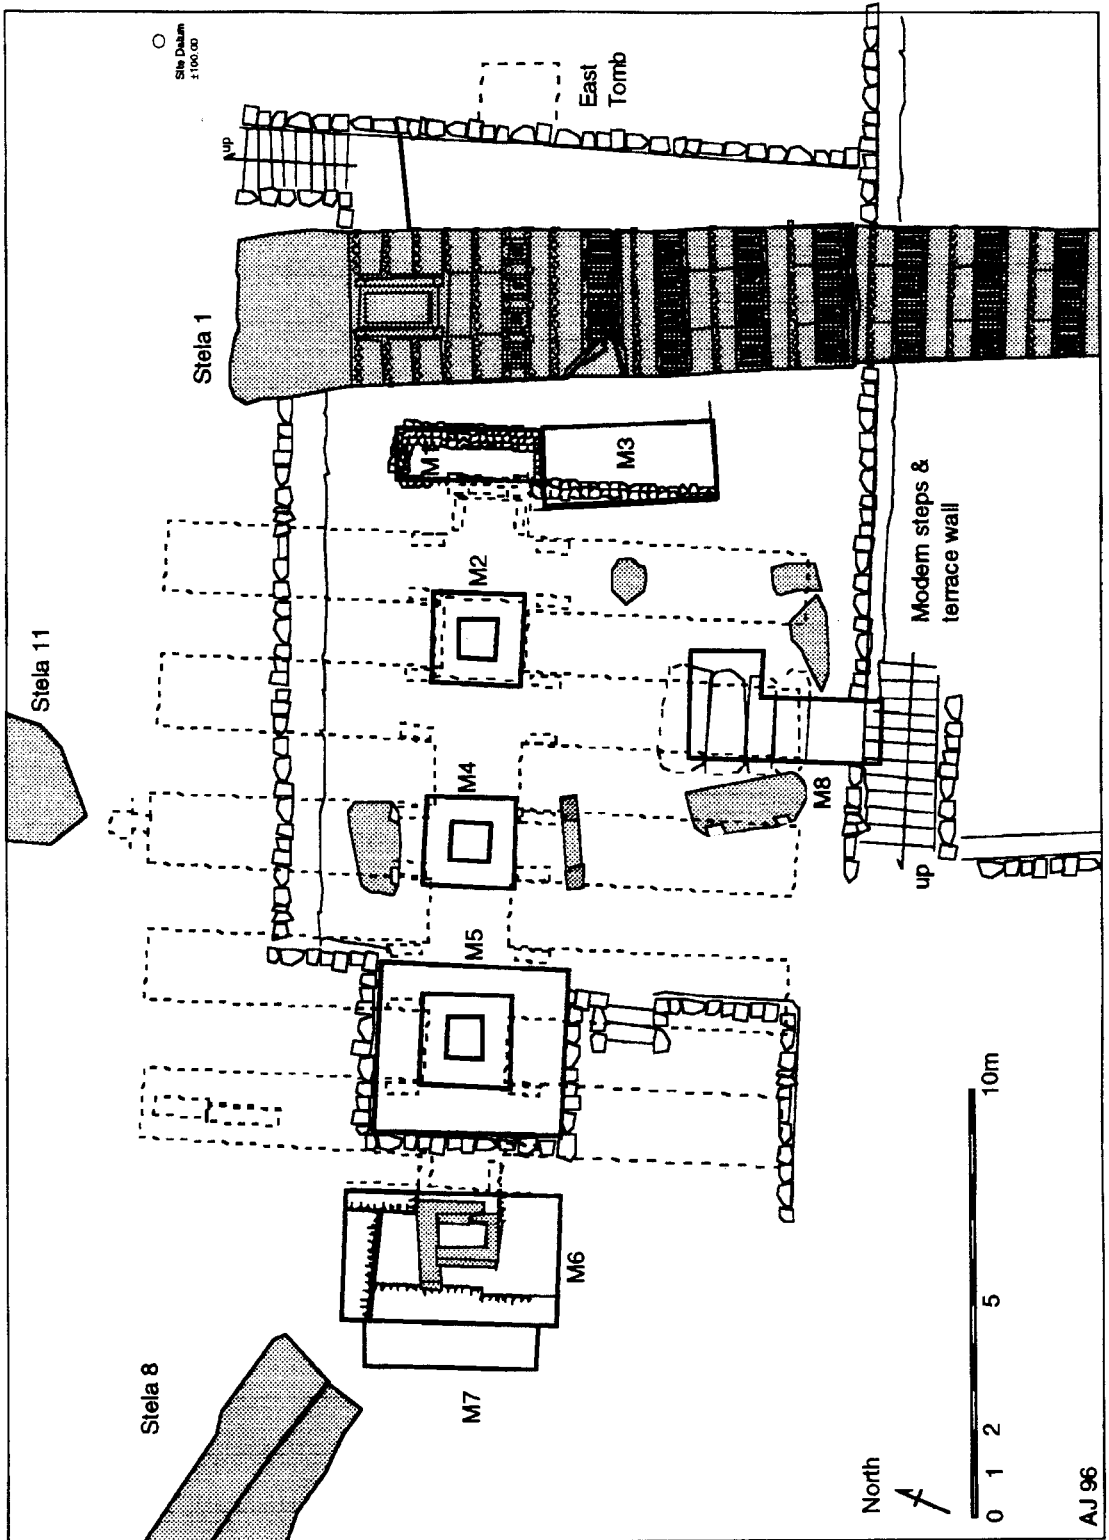 Site Datum
±100.00
East
Tomb
up
Stela 1
Stela 11
M1
M3
M2
M4
M5
M8
Modern steps &
terrace wall
up
M6
M7
Stela 8
North
0 1 2 5 10m
AJ 96